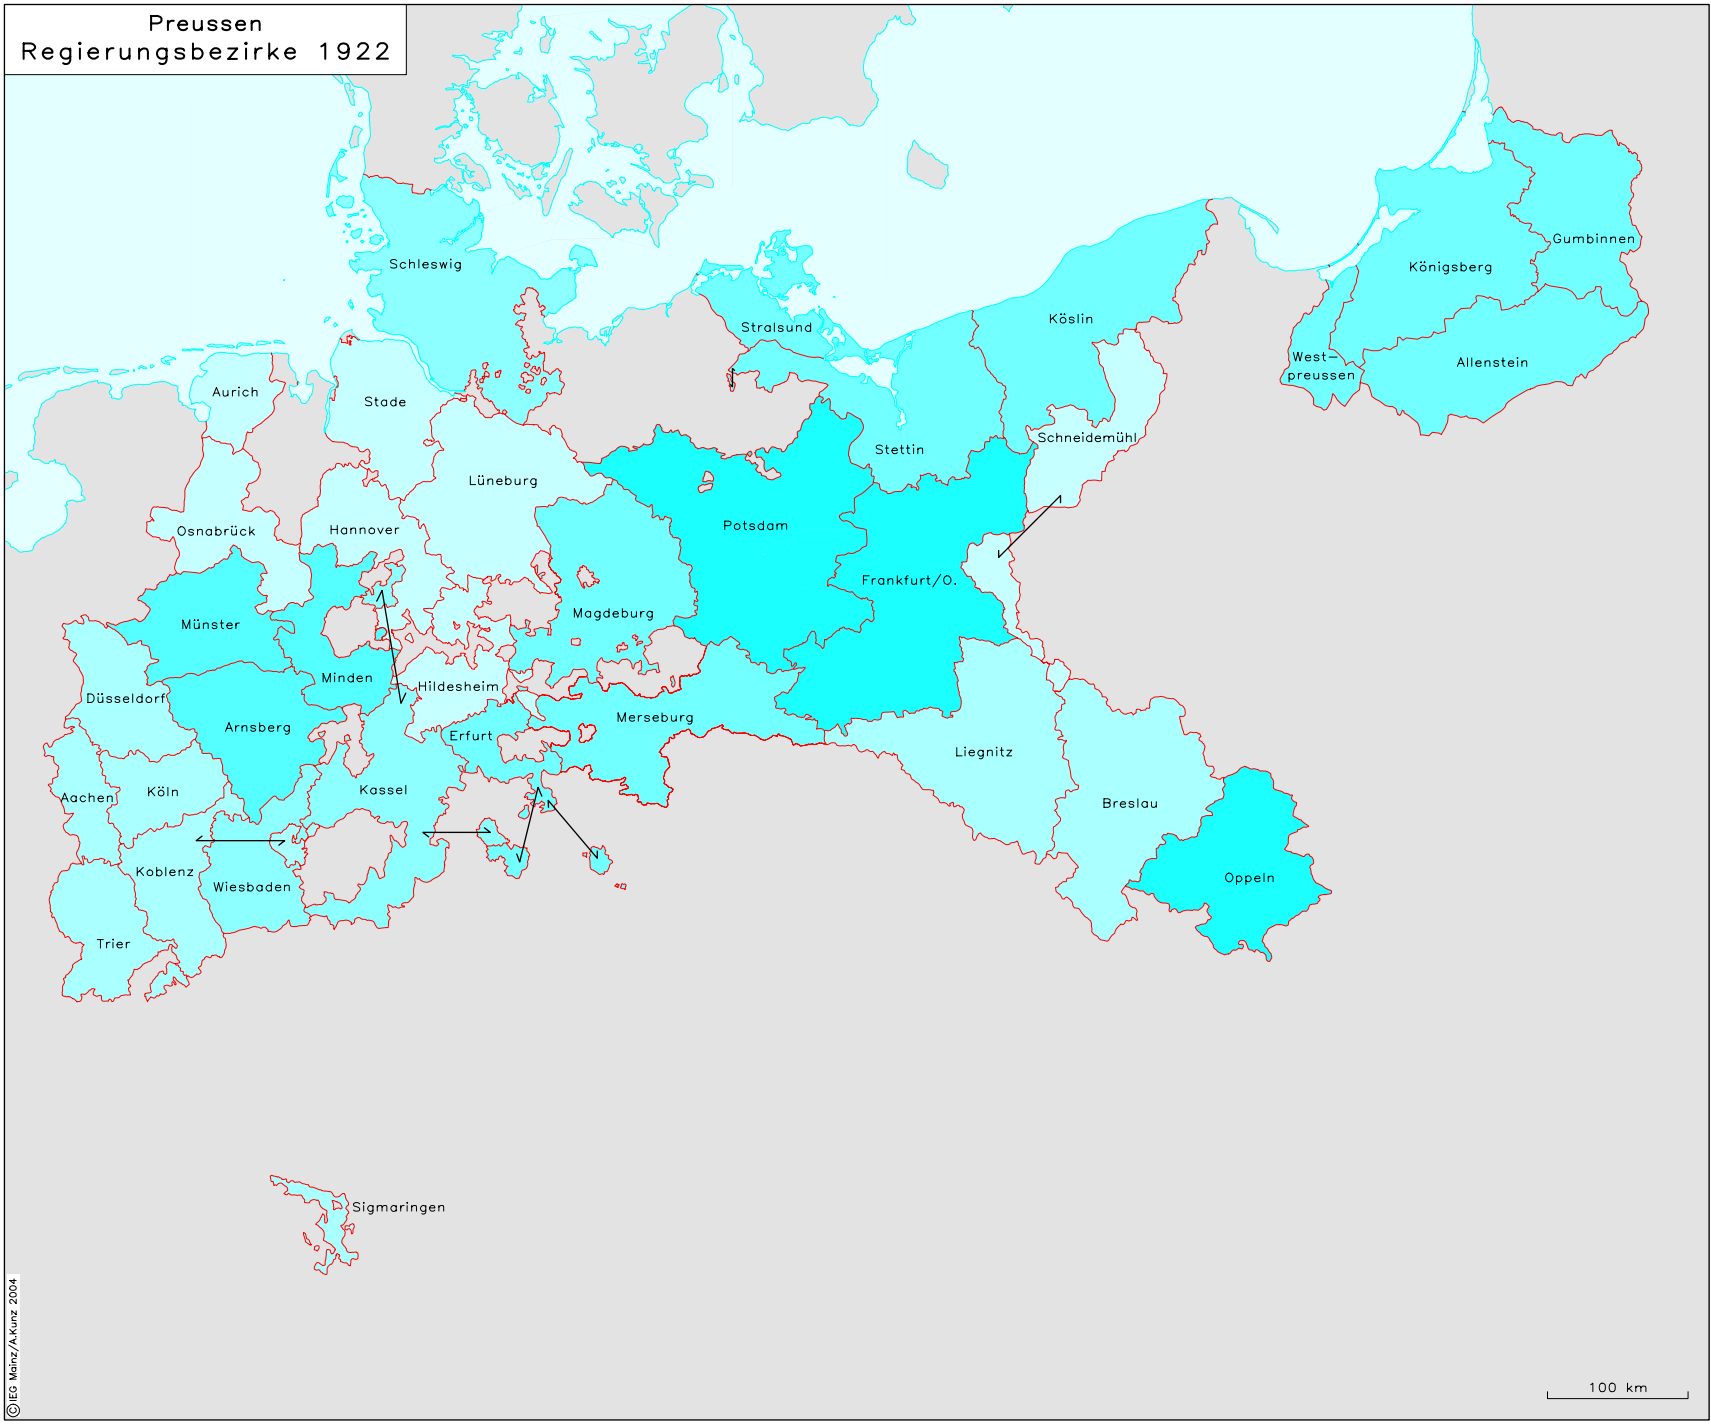 Preussen
Regierungsbezirke 1922
Schleswig
Gumbinnen
Königsberg
Köslin
Stralsund
West-
preussen
Allenstein
Aurich
Stade
Schneidemühl
Stettin
Lüneburg
Potsdam
Osnabrück
Hannover
Frankfurt/O.
Magdeburg
Münster
Minden
Hildesheim
Düsseldorf
Merseburg
Arnsberg
Erfurt
Liegnitz
Köln
Kassel
Aachen
Breslau
Koblenz
Wiesbaden
Oppeln
Trier
Sigmaringen
100 km
©IEG Mainz/A.Kunz 2004